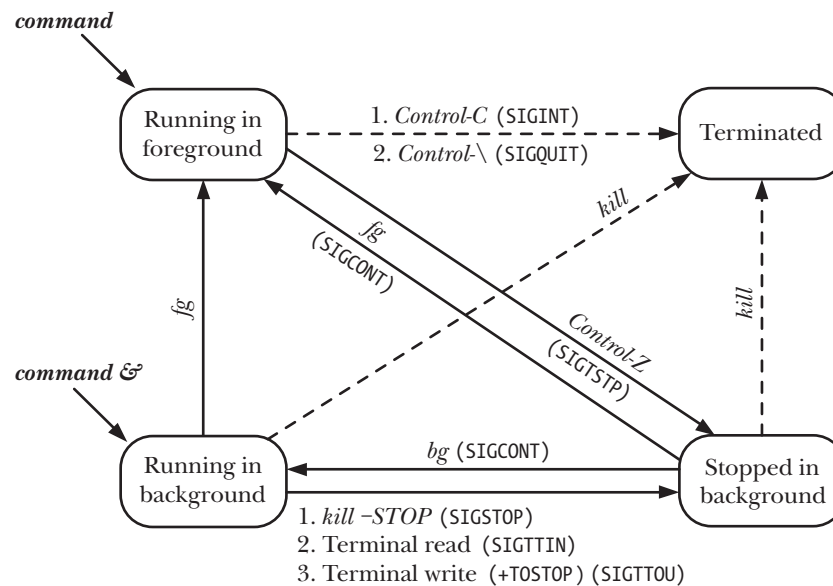 command
Running in
foreground
1. Control-C (SIGINT)
2. Control-\ (SIGQUIT)
Terminated
fg
(SIGCONT)
kill
fg
Control-Z
(SIGTSTP)
kill
command &
Running in
background
bg (SIGCONT)
Stopped in
background
1. kill –STOP (SIGSTOP)
2. Terminal read (SIGTTIN)
3. Terminal write (+TOSTOP) (SIGTTOU)